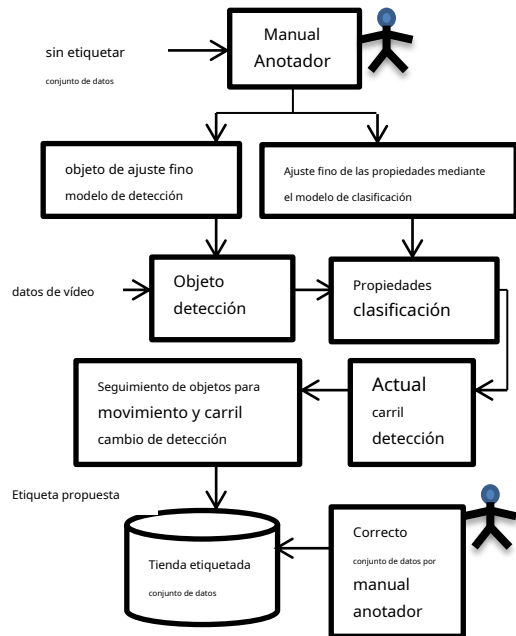 Manual
Anotador
sin etiquetar
conjunto de datos
objeto de ajuste fino
modelo de detección
Ajuste fino de las propiedades mediante
el modelo de clasificación
datos de vídeo
Objeto
detección
Propiedades
clasificación
Seguimiento de objetos para
movimiento y carril
cambio de detección
Actual
carril
detección
Etiqueta propuesta
Tienda etiquetada
conjunto de datos
Correcto
conjunto de datos por
manual
anotador